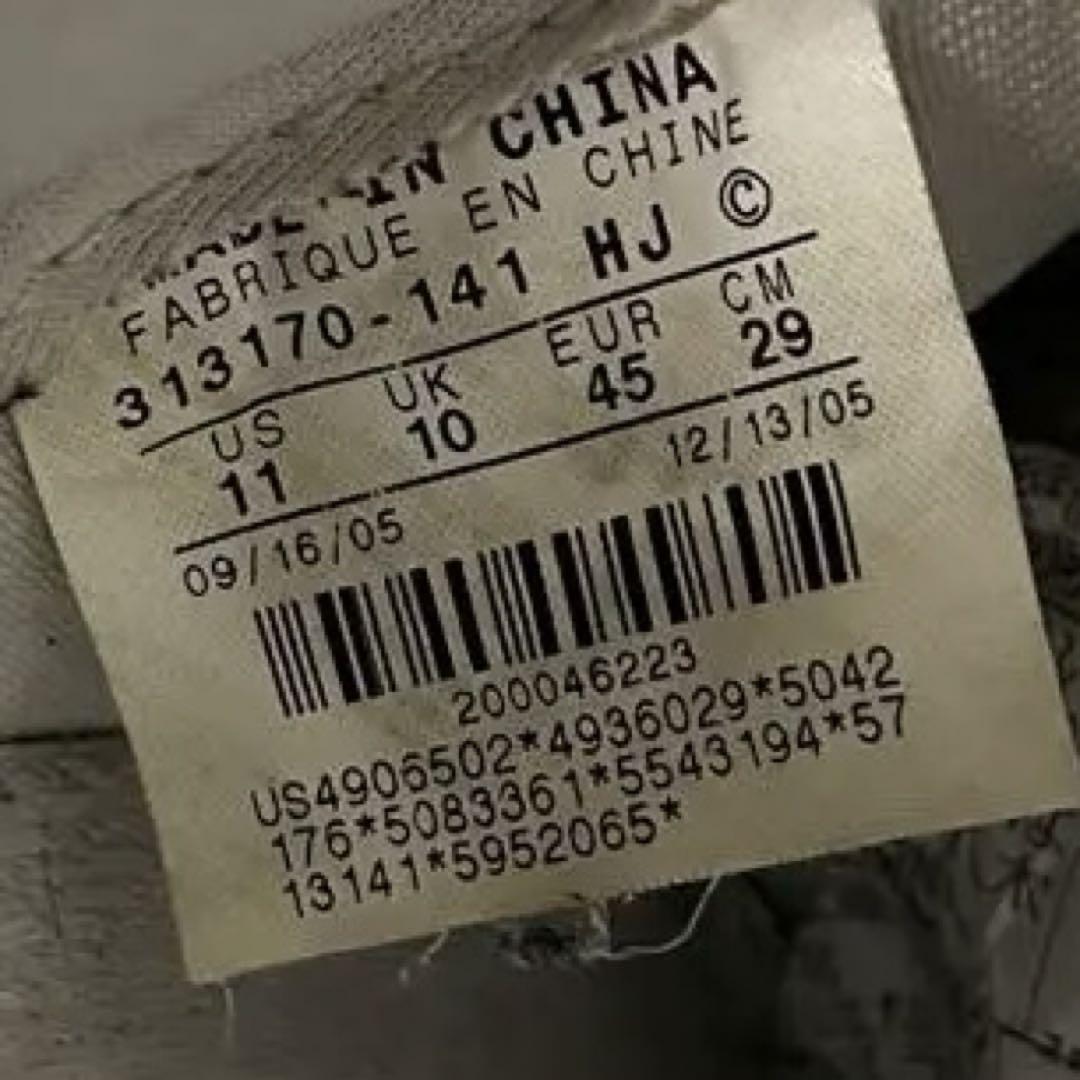 MADE IN CHINA
FABRIQUE EN CHINE
313170-141 HJ ©
US UK EUR CM
11 10 45 29
09/16/05 12/13/05
200046223
US4906502*4936029*5042
176*5083361*5543194*57
13141*5952065*